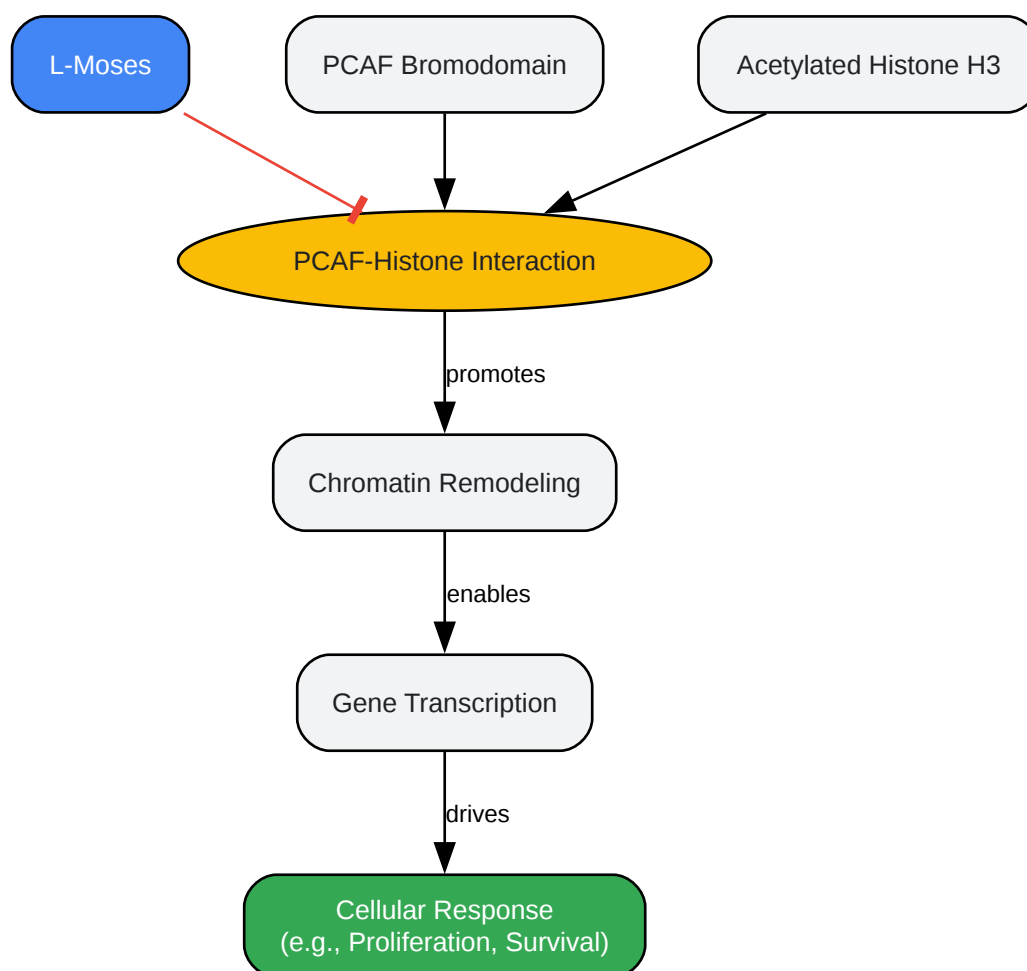 L-Moses
PCAF Bromodomain
Acetylated Histone H3
PCAF-Histone Interaction
promotes
Chromatin Remodeling
enables
Gene Transcription
drives
Cellular Response
(e.g., Proliferation, Survival)